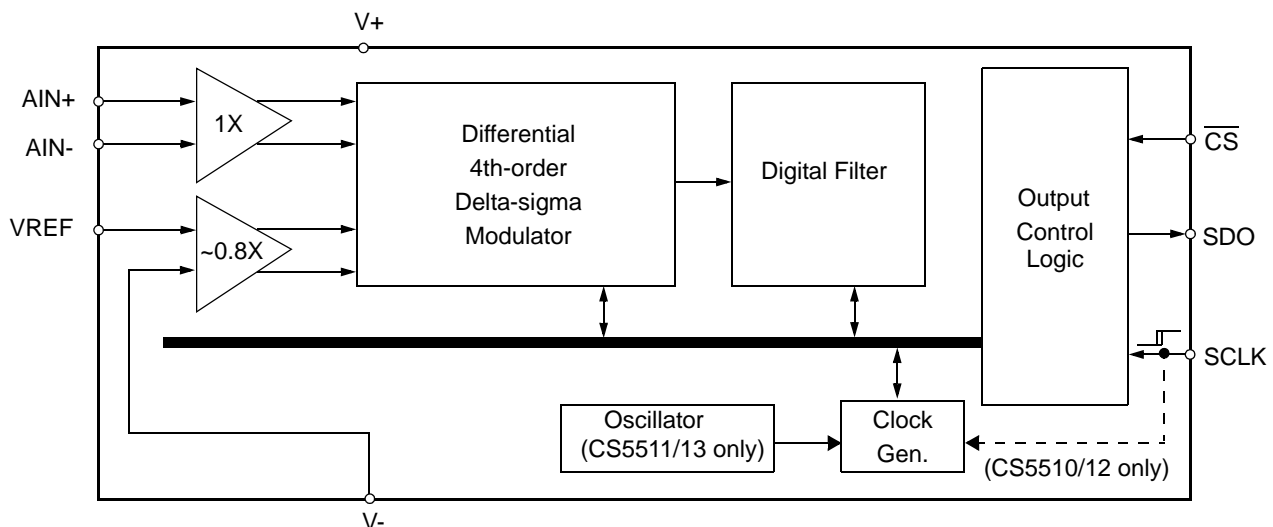 V+
AIN+
AIN-
VREF
1X
~0.8X
Differential
4th-order
Delta-sigma
Modulator
Digital Filter
Output
Control
Logic
CS
SDO
SCLK
Oscillator
(CS5511/13 only)
Clock
Gen.
(CS5510/12 only)
V-